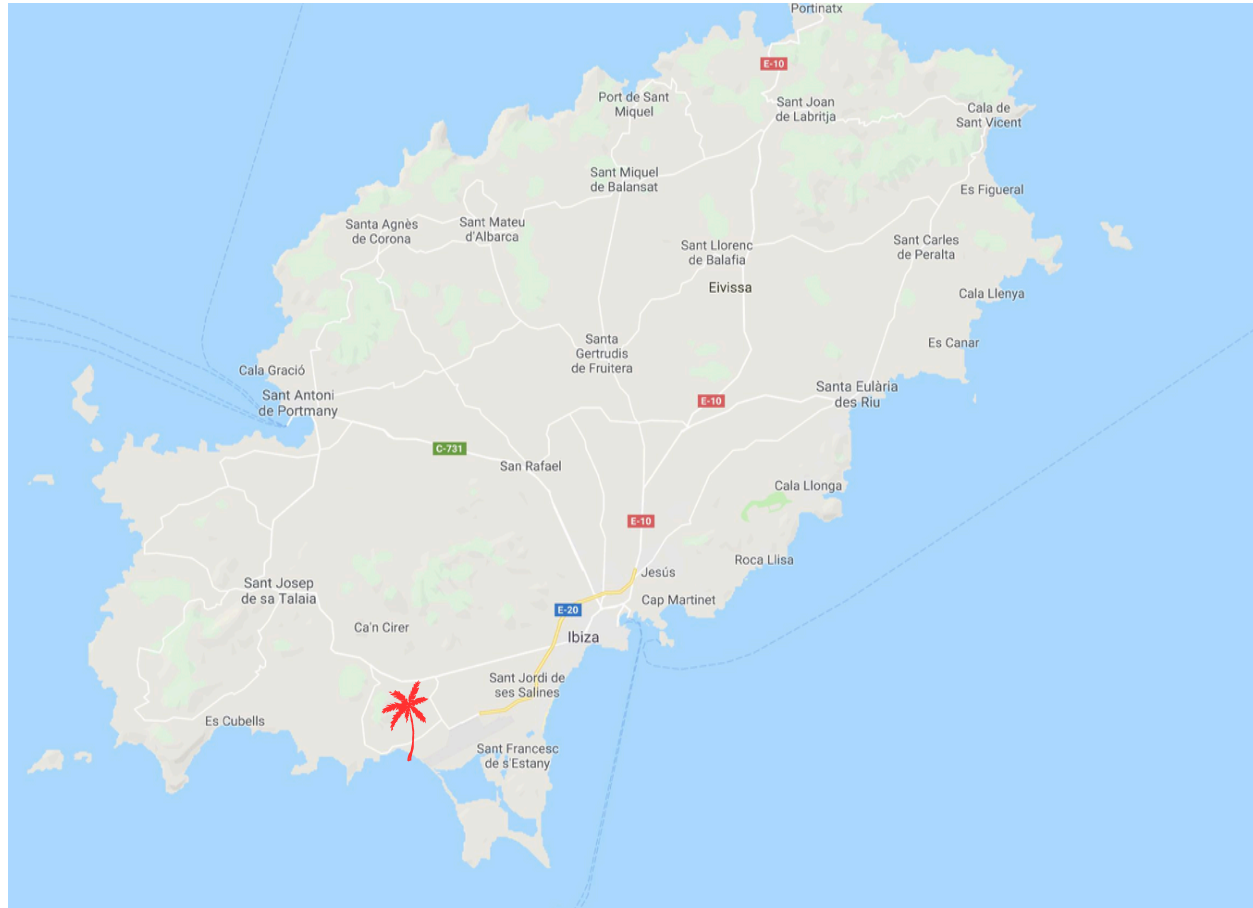 Portinatx
E-10
Port de Sant
Miquel
Sant Joan
de Labritja
Cala de
Sant Vicent
Sant Miquel
de Balansat
Es Figueral
Santa Agnès
de Corona
Sant Mateu
d'Albarca
Sant Llorenc
de Balafia
Sant Carles
de Peralta
Eivissa
Cala Llenya
Santa
Gertrudis
de Fruitera
Es Canar
Cala Gració
Sant Antoni
de Portmany
Santa Eulària
des Riu
E-10
C-731
San Rafael
Cala Llonga
E-10
Roca Llisa
Jesús
Sant Josep
de sa Talaia
Cap Martinet
E-20
Ca'n Cirer
Ibiza
Sant Jordi de
ses Salines
Es Cubells
Sant Francesc
de s'Estany